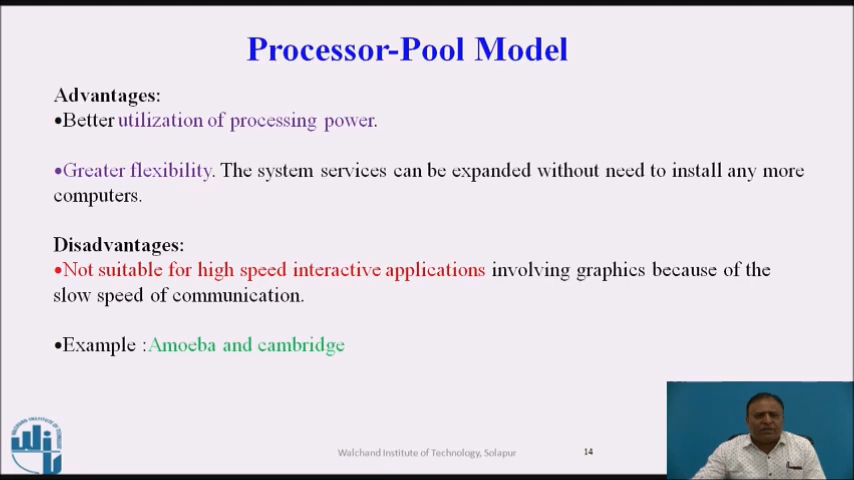 Processor-Pool Model
Advantages:
•Better utilization of processing power.
•Greater flexibility. The system services can be expanded without need to install any more
computers.
Disadvantages:
•Not suitable for high speed interactive applications involving graphics because of the
slow speed of communication.
•Example :Amoeba and cambridge
Walchand Institute of Technology, Solapur
14